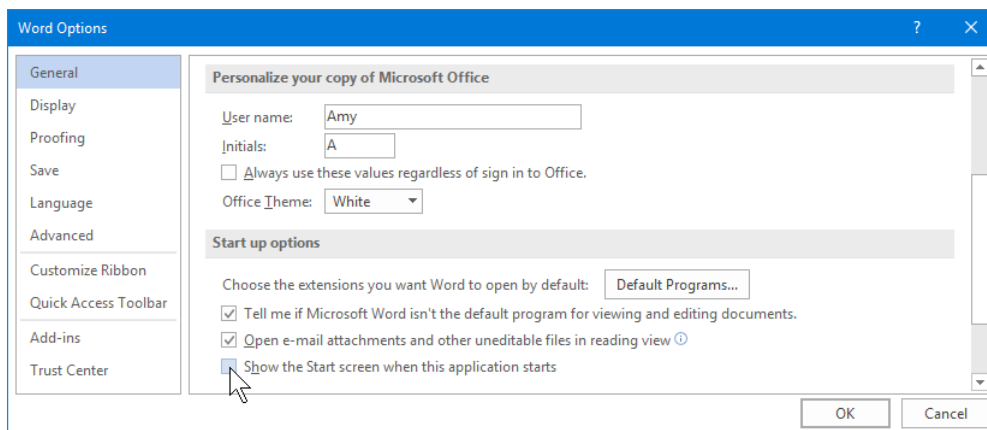 Word Options
?
General
Display
Proofing
Save
Language
Advanced
Customize Ribbon
Quick Access Toolbar
Add-ins
Trust Center
Personalize your copy of Microsoft Office
User name: Amy
Initials: A
Always use these values regardless of sign in to Office.
Office Theme: White
Start up options
Choose the extensions you want Word to open by default: Default Programs...
Tell me if Microsoft Word isn't the default program for viewing and editing documents.
Open e-mail attachments and other uneditable files in reading view
Show the Start screen when this application starts
OK Cancel